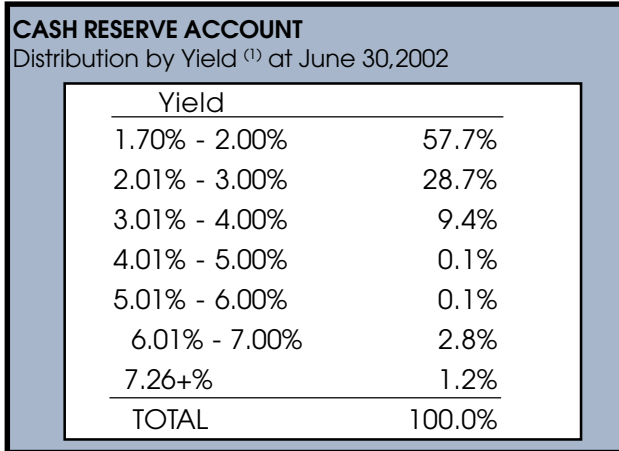 CASH RESERVE ACCOUNT
Distribution by Yield (1) at June 30,2002
Yield
1.70% - 2.00% 57.7%
2.01% - 3.00% 28.7%
3.01% - 4.00% 9.4%
4.01% - 5.00% 0.1%
5.01% - 6.00% 0.1%
6.01% - 7.00% 2.8%
7.26+% 1.2%
TOTAL 100.0%